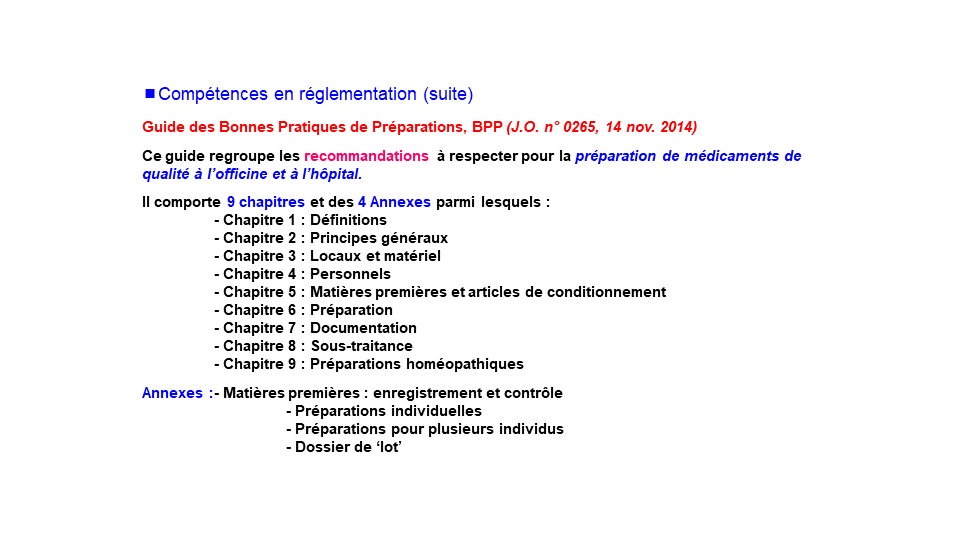 ■Compétences en réglementation (suite)
Guide des Bonnes Pratiques de Préparations, BPP (J.O. n° 0265, 14 nov. 2014)
Ce guide regroupe les recommandations à respecter pour la préparation de médicaments de
qualité à l’officine et à l’hôpital.
Il comporte 9 chapitres et des 4 Annexes parmi lesquels :
- Chapitre 1 : Définitions
- Chapitre 2 : Principes généraux
- Chapitre 3 : Locaux et matériel
- Chapitre 4 : Personnels
- Chapitre 5 : Matières premières et articles de conditionnement
- Chapitre 6 : Préparation
- Chapitre 7 : Documentation
- Chapitre 8 : Sous-traitance
- Chapitre 9 : Préparations homéopathiques
Annexes :- Matières premières : enregistrement et contrôle
- Préparations individuelles
- Préparations pour plusieurs individus
- Dossier de ‘lot’